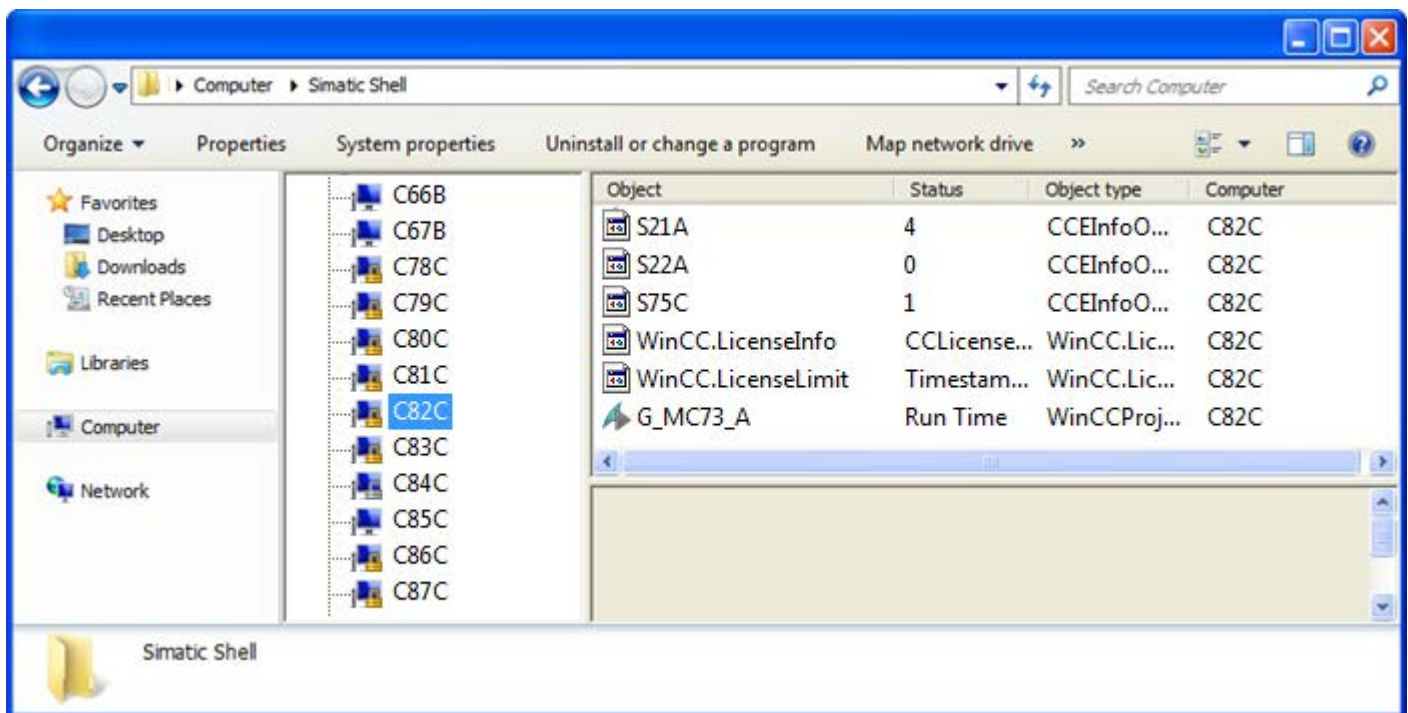 Computer Simatic Shell Search Computer
Organize Properties System properties Uninstall or change a program Map network drive »
Favorites
Desktop
Downloads
Recent Places
Libraries
Computer
Network
C66B
C67B
C78C
C79C
C80C
C81C
C82C
C83C
C84C
C85C
C86C
C87C
Object Status Object type Computer
S21A 4 CCEInfoO... C82C
S22A 0 CCEInfoO... C82C
S75C 1 CCEInfoO... C82C
WinCC.LicenseInfo CCLicense... WinCC.Lic... C82C
WinCC.LicenseLimit Timestam... WinCC.Lic... C82C
G_MC73_A Run Time WinCCProj... C82C
Simatic Shell